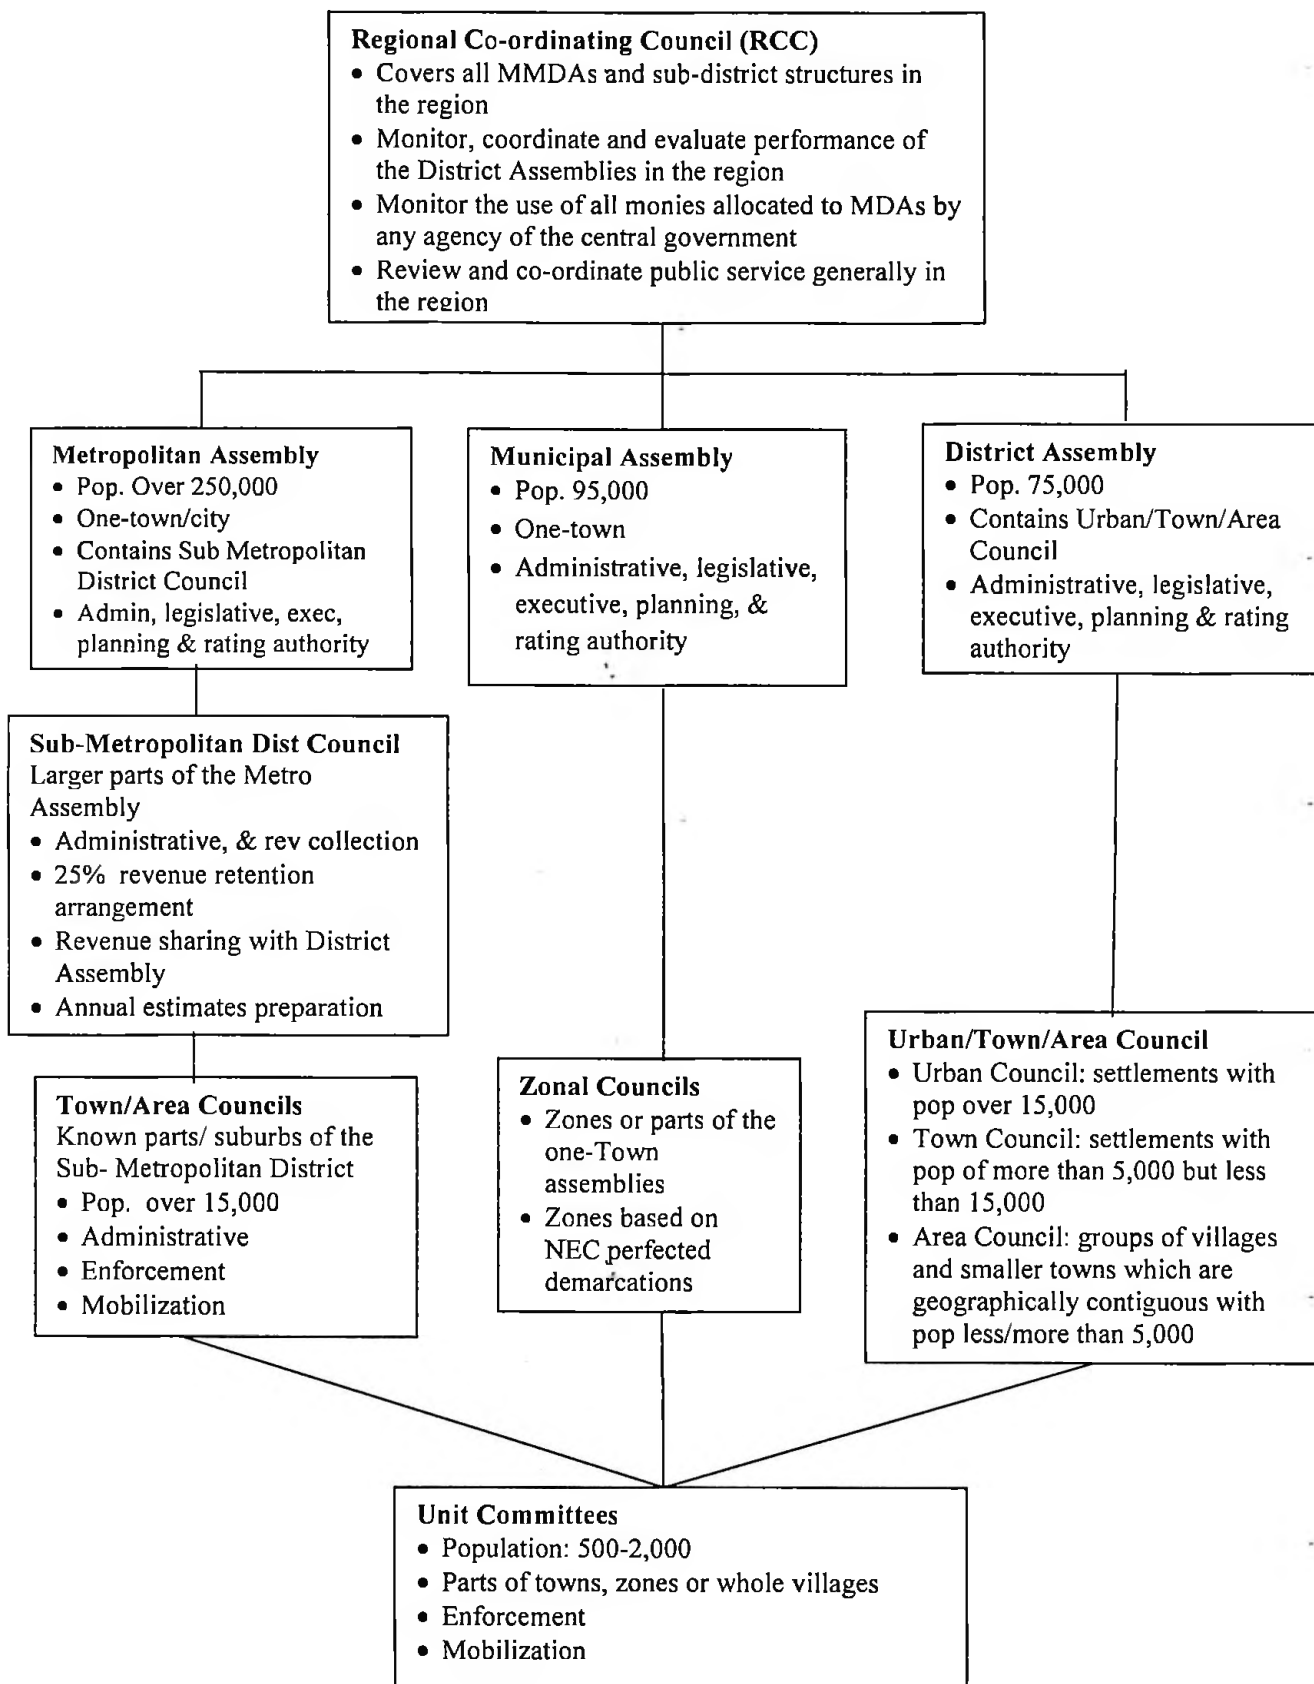 Regional Co-ordinating Council (RCC)
• Covers all MMDAs and sub-district structures in
the region
• Monitor, coordinate and evaluate performance of
the District Assemblies in the region
• Monitor the use of all monies allocated to MDAs by
any agency of the central government
• Review and co-ordinate public service generally in
the region
Metropolitan Assembly
• Pop. Over 250,000
• One-town/city
• Contains Sub Metropolitan
District Council
• Admin, legislative, exec,
planning & rating authority
Municipal Assembly
• Pop. 95,000
• One-town
• Administrative, legislative,
executive, planning, &
rating authority
District Assembly
• Pop. 75,000
• Contains Urban/Town/Area
Council
• Administrative, legislative,
executive, planning & rating
authority
Sub-Metropolitan Dist Council
Larger parts of the Metro
Assembly
• Administrative, & rev collection
• 25% revenue retention
arrangement
• Revenue sharing with District
Assembly
• Annual estimates preparation
Town/Area Councils
Known parts/ suburbs of the
Sub- Metropolitan District
• Pop. over 15,000
• Administrative
• Enforcement
• Mobilization
Zonal Councils
• Zones or parts of the
one-Town
assemblies
• Zones based on
NEC perfected
demarcations
Urban/Town/Area Council
• Urban Council: settlements with
pop over 15,000
• Town Council: settlements with
pop of more than 5,000 but less
than 15,000
• Area Council: groups of villages
and smaller towns which are
geographically contiguous with
pop less/more than 5,000
Unit Committees
• Population: 500-2,000
• Parts of towns, zones or whole villages
• Enforcement
• Mobilization